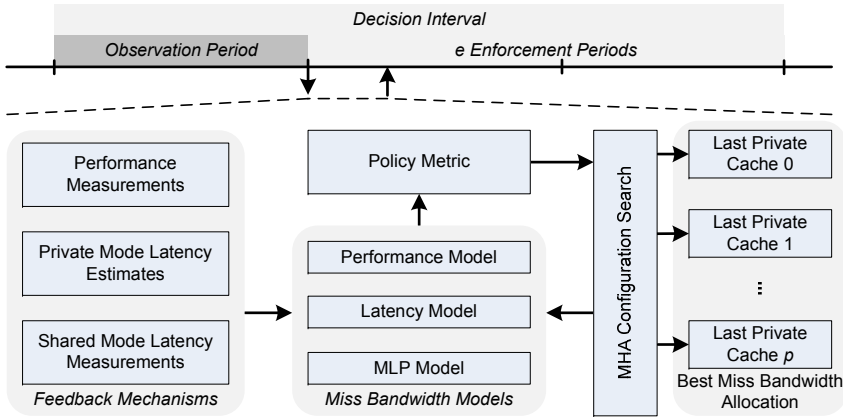 Decision Interval
Observation Period
e Enforcement Periods
Performance
Measurements
Private Mode Latency
Estimates
Shared Mode Latency
Measurements
Feedback Mechanisms
Policy Metric
Performance Model
Latency Model
MLP Model
Miss Bandwidth Models
MHA Configuration Search
Last Private
Cache 0
Last Private
Cache 1
...
Last Private
Cache p
Best Miss Bandwidth
Allocation